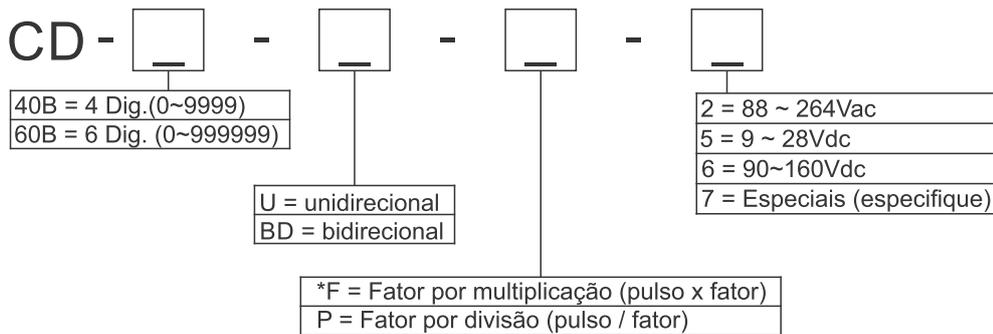 CD - _ - _ - _ - _
40B = 4 Dig.(0~9999)
60B = 6 Dig. (0~999999)
2 = 88 ~ 264Vac
5 = 9 ~ 28Vdc
6 = 90~160Vdc
7 = Especiais (especifique)
U = unidirecional
BD = bidirecional
*F = Fator por multiplicação (pulso x fator)
P = Fator por divisão (pulso / fator)